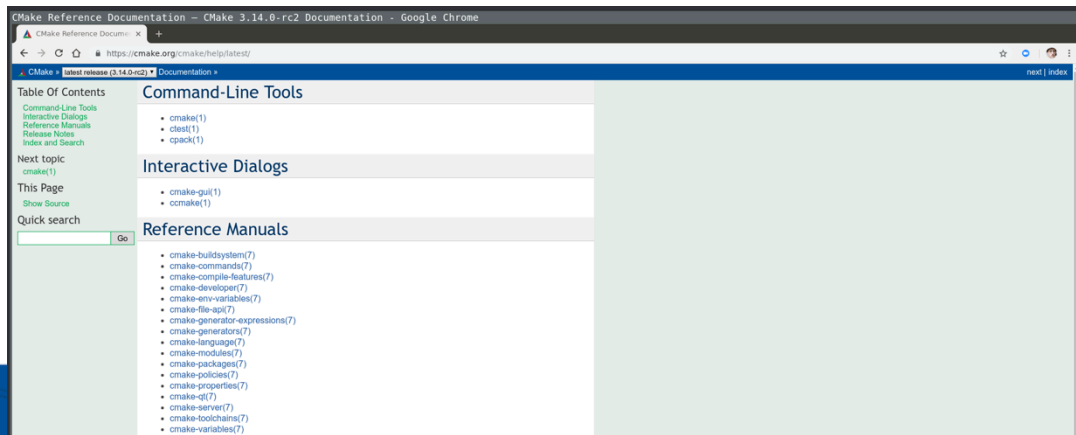 CMake Reference Documentation – CMake 3.14.0-rc2 Documentation - Google Chrome
CMake Reference Docume
https://cmake.org/cmake/help/latest/
CMake » latest release (3.14.0-rc2) Documentation »
next | index
Table Of Contents
Command-Line Tools
Interactive Dialogs
Reference Manuals
Release Notes
Index and Search
Next topic
cmake(1)
This Page
Show Source
Quick search
Go
Command-Line Tools
cmake(1)
ctest(1)
cpack(1)
Interactive Dialogs
cmake-gui(1)
ccmake(1)
Reference Manuals
cmake-buildsystem(7)
cmake-commands(7)
cmake-compile-features(7)
cmake-developer(7)
cmake-env-variables(7)
cmake-file-api(7)
cmake-generator-expressions(7)
cmake-generators(7)
cmake-language(7)
cmake-modules(7)
cmake-packages(7)
cmake-policies(7)
cmake-properties(7)
cmake-qt(7)
cmake-server(7)
cmake-toolchains(7)
cmake-variables(7)